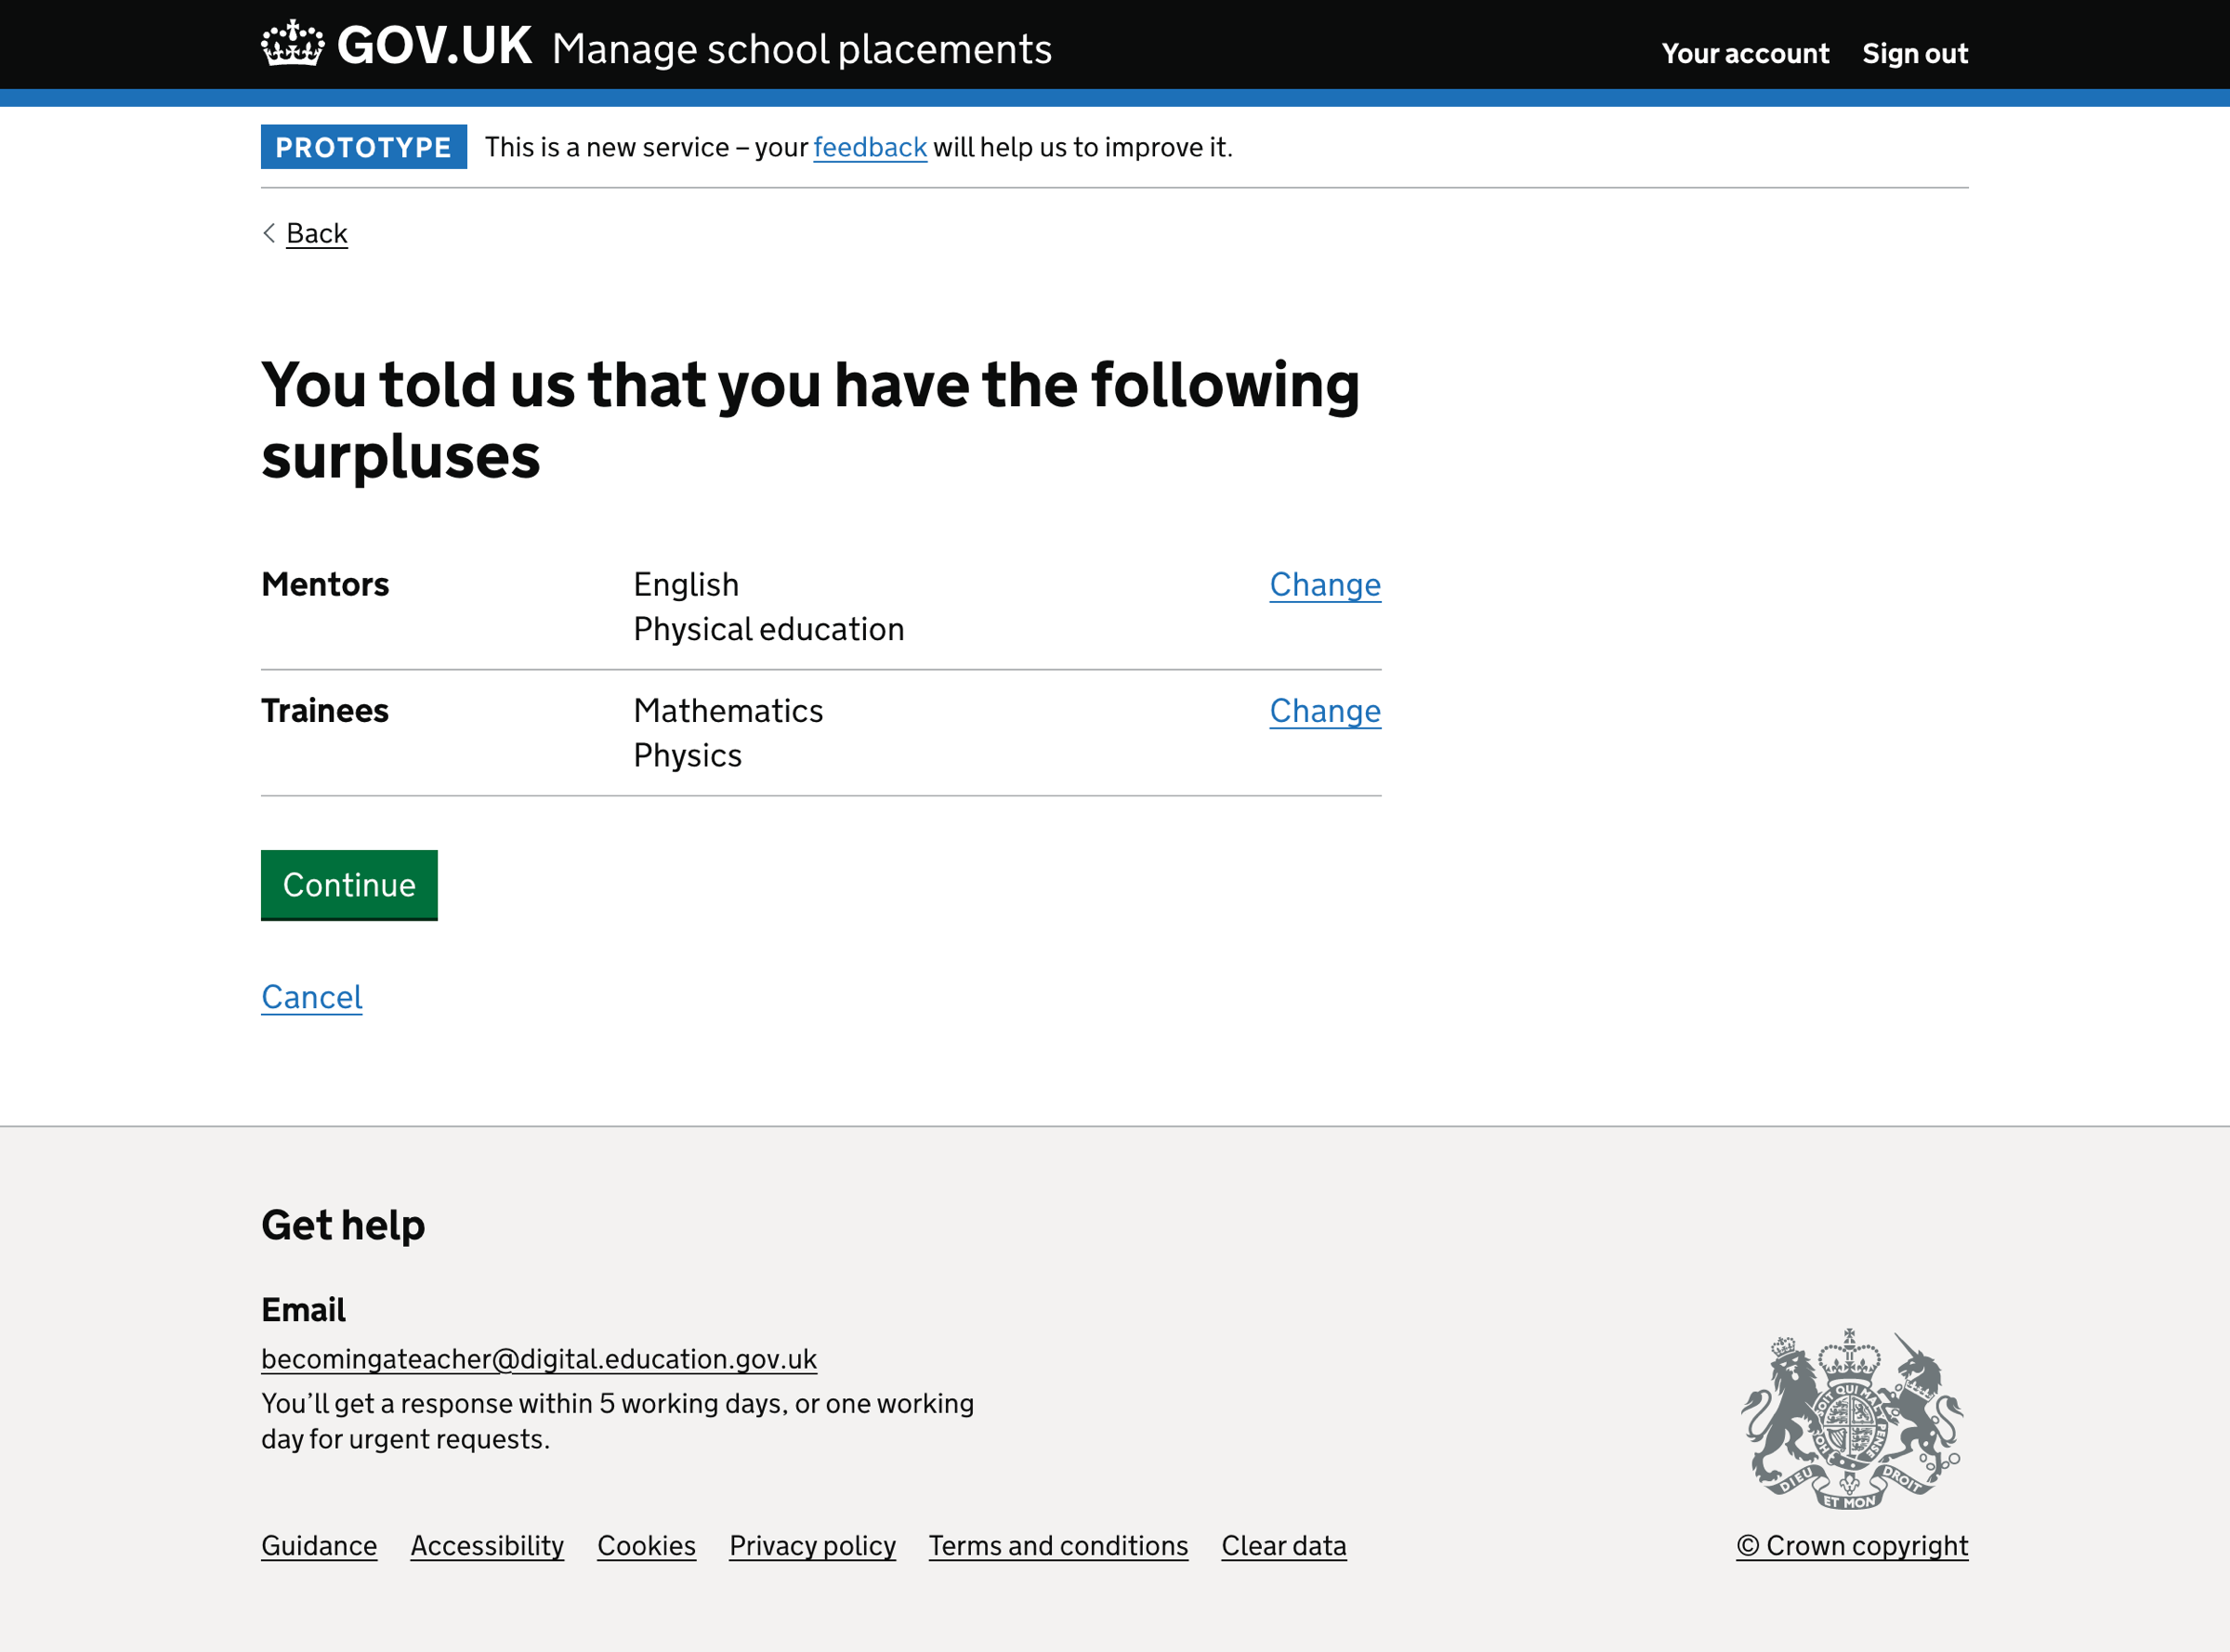 GOV.UK Manage school placements
Your account Sign out
PROTOTYPE This is a new service – your feedback will help us to improve it.
Back
You told us that you have the following
surpluses
Mentors English Change
Physical education
Trainees Mathematics Change
Physics
Continue
Cancel
Get help
Email
becomingateacher@digital.education.gov.uk
You’ll get a response within 5 working days, or one working
day for urgent requests.
SOIT QUI MAL Y PENSE
HO
DIEU ET MON DROIT
Guidance Accessibility Cookies Privacy policy Terms and conditions Clear data
© Crown copyright